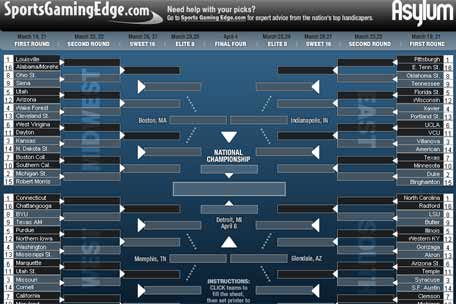 SportsGamingEdge.com
Need help with your picks?
Go to Sports Gaming Edge.com for expert advice from the nation's top handicapers.
Asylum
March 19, 21
FIRST ROUND
March 22, 23
SECOND ROUND
March 26, 27
SWEET 16
March 28, 29
ELITE 8
April 4
FINAL FOUR
March 28, 29
ELITE 8
SWEET 16
SECOND ROUND
March 19, 21
FIRST ROUND
1 Louisville
16 Alabama/Morehe
8 Ohio St.
9 Siena
5 Utah
12 Arizona
4 Wake Forest
13 Cleveland St.
6 West Virginia
11 Dayton
3 Kansas
14 N. Dakota St.
7 Boston Coll.
10 Southern Cal.
2 Michigan St.
15 Robert Morris
MIDWEST
Boston, MA
Pittsburgh 1
E. Tenn St. 16
Oklahoma St. 8
Tennessee 9
Florida St. 5
Wisconsin 12
Xavier 4
Portland St. 13
UCLA 6
VCU 11
Villanova 3
American 14
Texas 7
Minnesota 10
Duke 2
Binghamton 15
EAST
Indianapolis, IN
NATIONAL
CHAMPIONSHIP
Detroit, MI
April 6
1 Connecticut
16 Chattanooga
8 BYU
9 Texas AM
5 Purdue
12 Northern Iowa
4 Washington
13 Mississippi St.
6 Marquette
11 Utah St.
3 Missouri
14 Cornell
7 California
WEST
Memphis, TN
North Carolina 1
Radford 16
LSU 8
Butler 9
Illinois 5
Western KY 12
Gonzaga 4
Akron 13
Arizona St. 6
Temple 11
Syracuse 3
S.F. Austin 14
Clemson 7
SOUTH
Glendale, AZ
INSTRUCTIONS:
CLICK teams to
fill the sheet,
then set printer to